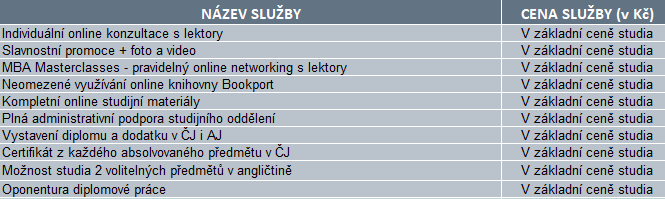 NÁZEV SLUŽBY CENA SLUŽBY (v Kč)
Individuální online konzultace s lektory V základní ceně studia
Slavnostní promoce + foto a video V základní ceně studia
MBA Masterclasses - pravidelný online networking s lektory V základní ceně studia
Neomezené využívání online knihovny Bookport V základní ceně studia
Kompletní online studijní materiály V základní ceně studia
Plná administrativní podpora studijního oddělení V základní ceně studia
Vystavení diplomu a dodatku v ČJ i AJ V základní ceně studia
Certifikát z každého absolvovaného předmětu v ČJ V základní ceně studia
Možnost studia 2 volitelných předmětů v angličtině V základní ceně studia
Oponentura diplomové práce V základní ceně studia